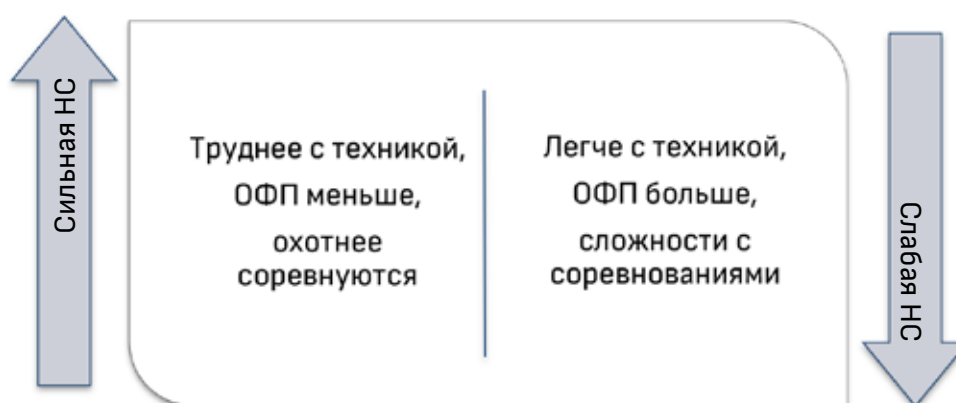 Сильная НС
Труднее с техникой,
ОФП меньше,
охотнее
соревнуются
Легче с техникой,
ОФП больше,
сложности с
соревнованиями
Слабая НС